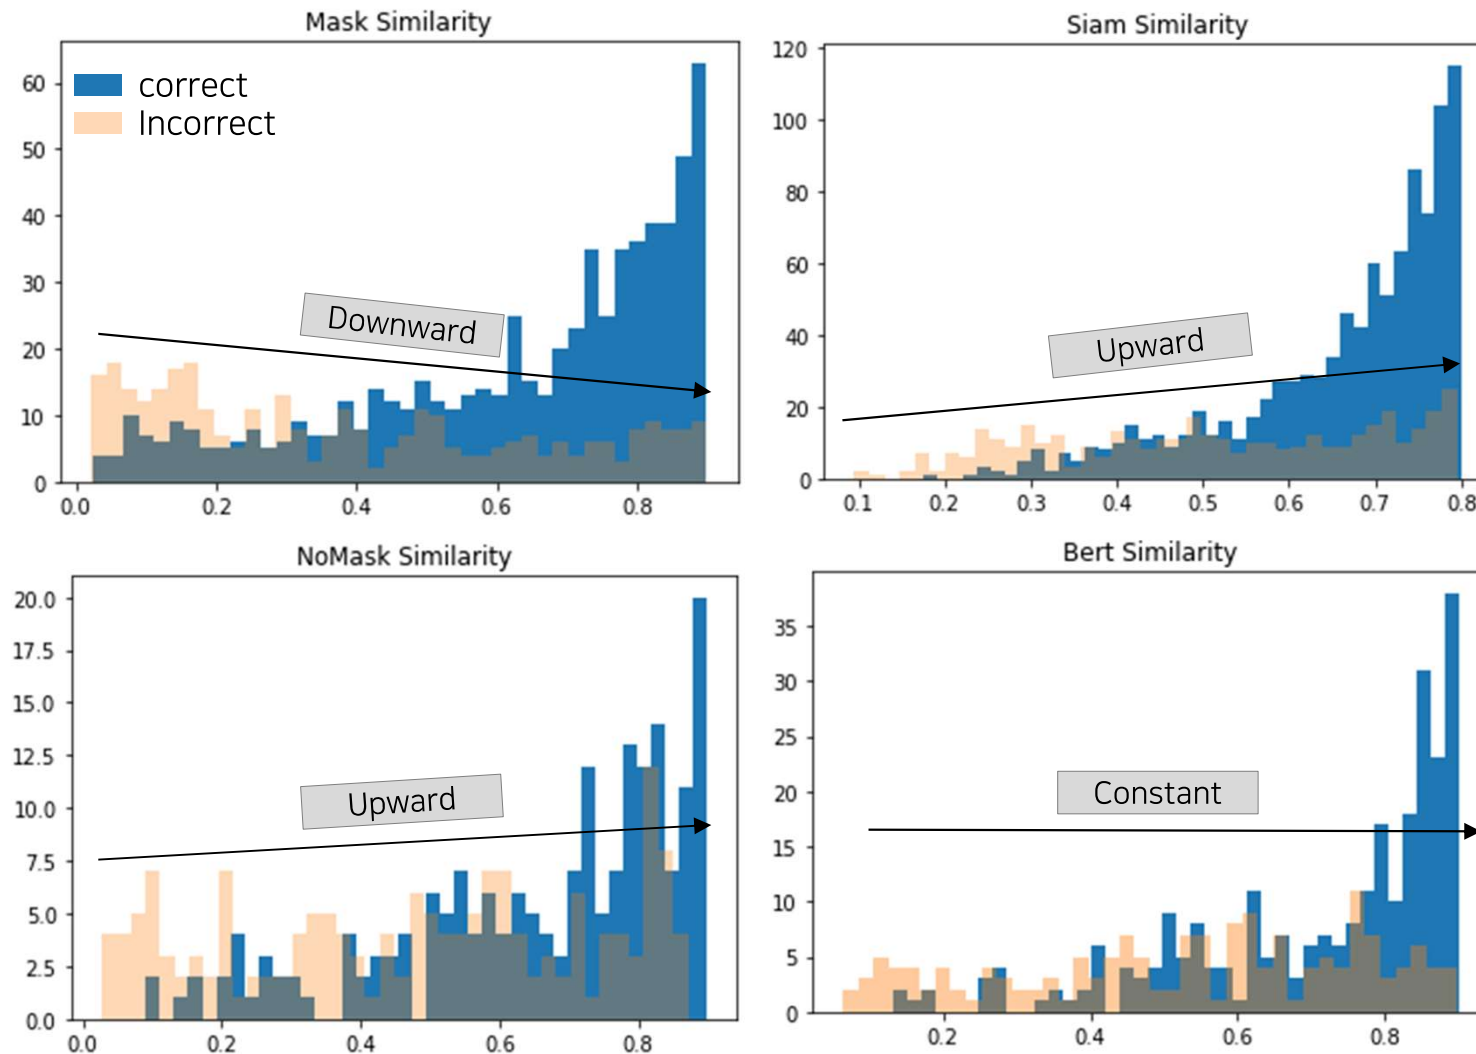 Mask Similarity
60
50
40
30
20
10
0
correct
Incorrect
Downward
0.0 0.2 0.4 0.6 0.8
Siam Similarity
120
100
80
60
40
20
0
Upward
0.1 0.2 0.3 0.4 0.5 0.6 0.7 0.8
NoMask Similarity
20.0
17.5
15.0
12.5
10.0
7.5
5.0
2.5
0.0
Upward
0.0 0.2 0.4 0.6 0.8
Bert Similarity
35
30
25
20
15
10
5
0
Constant
0.2 0.4 0.6 0.8